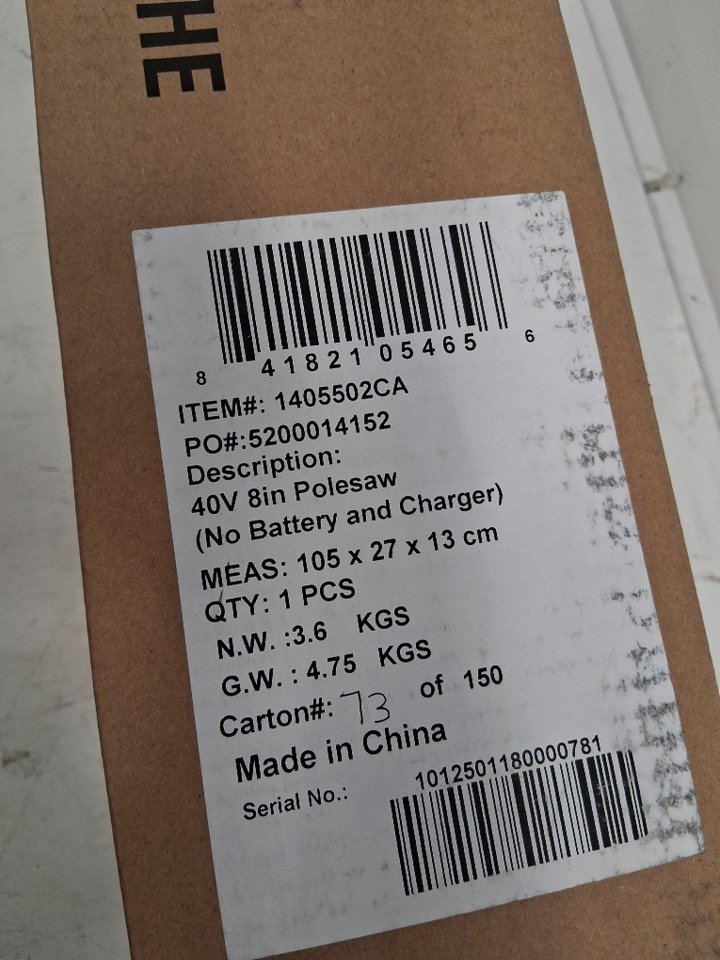 THE
8 41821 05465 6
ITEM#: 1405502CA
PO#:5200014152
Description:
40V 8in Polesaw
(No Battery and Charger)
MEAS: 105 x 27 x 13 cm
QTY: 1 PCS
N.W. :3.6 KGS
G.W. : 4.75 KGS
Carton#: 73 of 150
Made in China
Serial No.: 1012501180000781